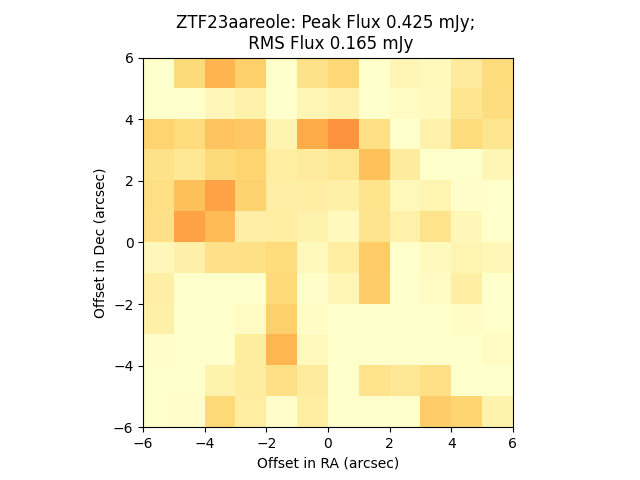 ZTF23aareole: Peak Flux 0.425 mJy;
RMS Flux 0.165 mJy
6
4
2
0
−2
−4
−6
Offset in Dec (arcsec)
−6 −4 −2 0 2 4 6
Offset in RA (arcsec)